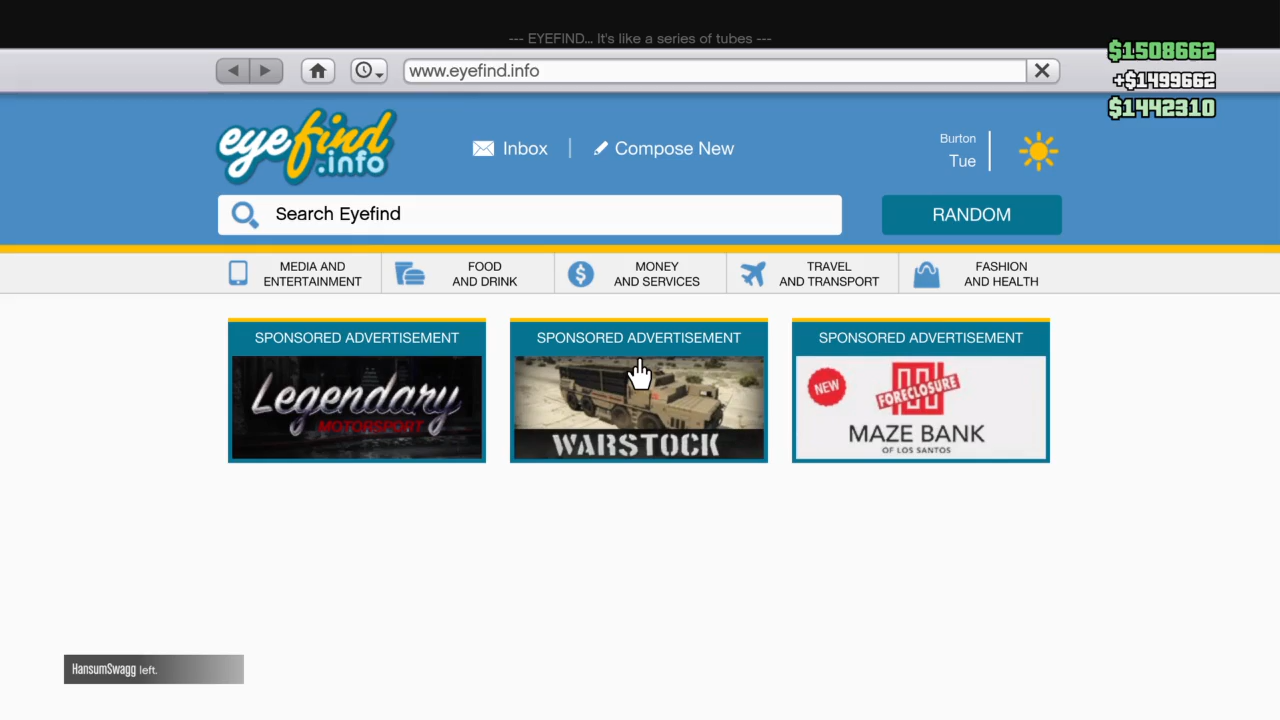 --- EYEFIND... It's like a series of tubes ---
$1508662
www.eyefind.info
+$1499662
$1442310
eyefind
.info
Inbox
Compose New
Burton
Tue
Search Eyefind
RANDOM
MEDIA AND
ENTERTAINMENT
FOOD
AND DRINK
MONEY
AND SERVICES
TRAVEL
AND TRANSPORT
FASHION
AND HEALTH
SPONSORED ADVERTISEMENT
Legendary
MOTORSPORT
SPONSORED ADVERTISEMENT
WARSTOCK
SPONSORED ADVERTISEMENT
NEW
FORECLOSURE
MAZE BANK
OF LOS SANTOS
HansumSwagg left.